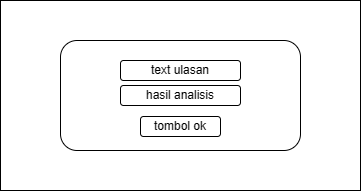 text ulasan
hasil analisis
tombol ok